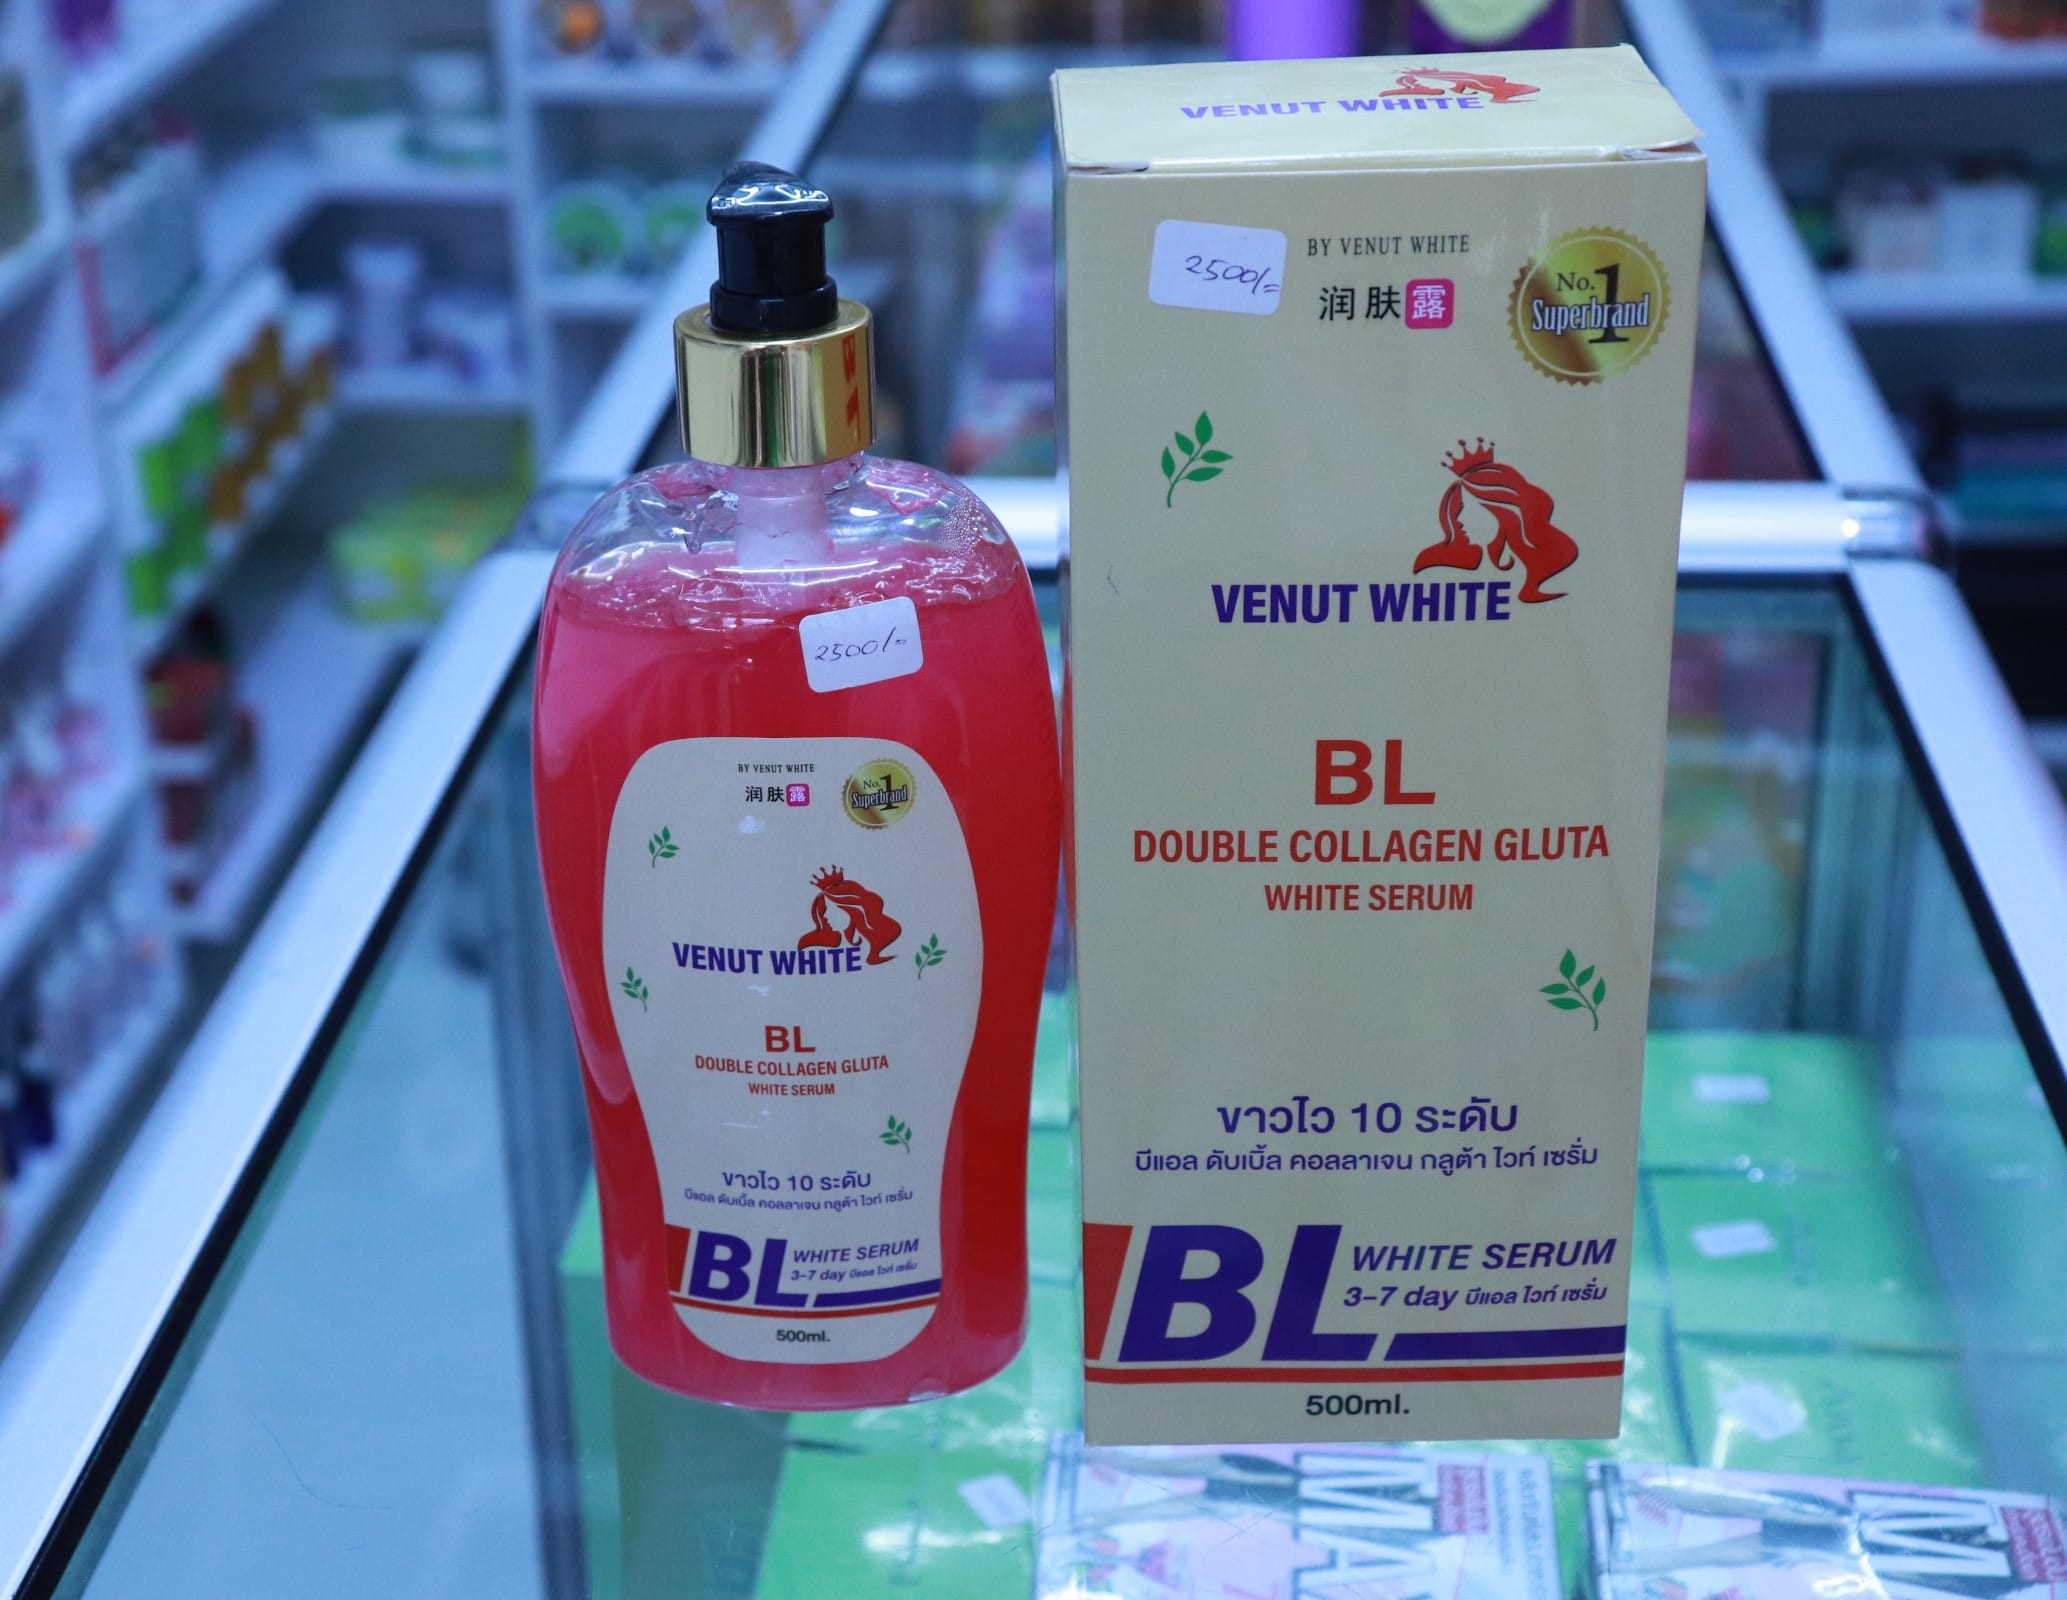 VENUT WHITE
2500/=
BY VENUT WHITE
润肤露
No. 1
Superbrand
VENUT WHITE
BL
DOUBLE COLLAGEN GLUTA
WHITE SERUM
ขาวไว 10 ระดับ
บีแอล ดับเบิ้ล คอลลาเจน กลูต้า ไวท์ เซรั่ม
BL WHITE SERUM
3-7 day บีแอล ไวท์ เซรั่ม
500ml.
2500/=
BY VENUT WHITE
润肤露
No. 1
Superbrand
VENUT WHITE
BL
DOUBLE COLLAGEN GLUTA
WHITE SERUM
ขาวไว 10 ระดับ
บีแอล ดับเบิ้ล คอลลาเจน กลูต้า ไวท์ เซรั่ม
BL WHITE SERUM
3-7 day บีแอล ไวท์ เซรั่ม
500ml.